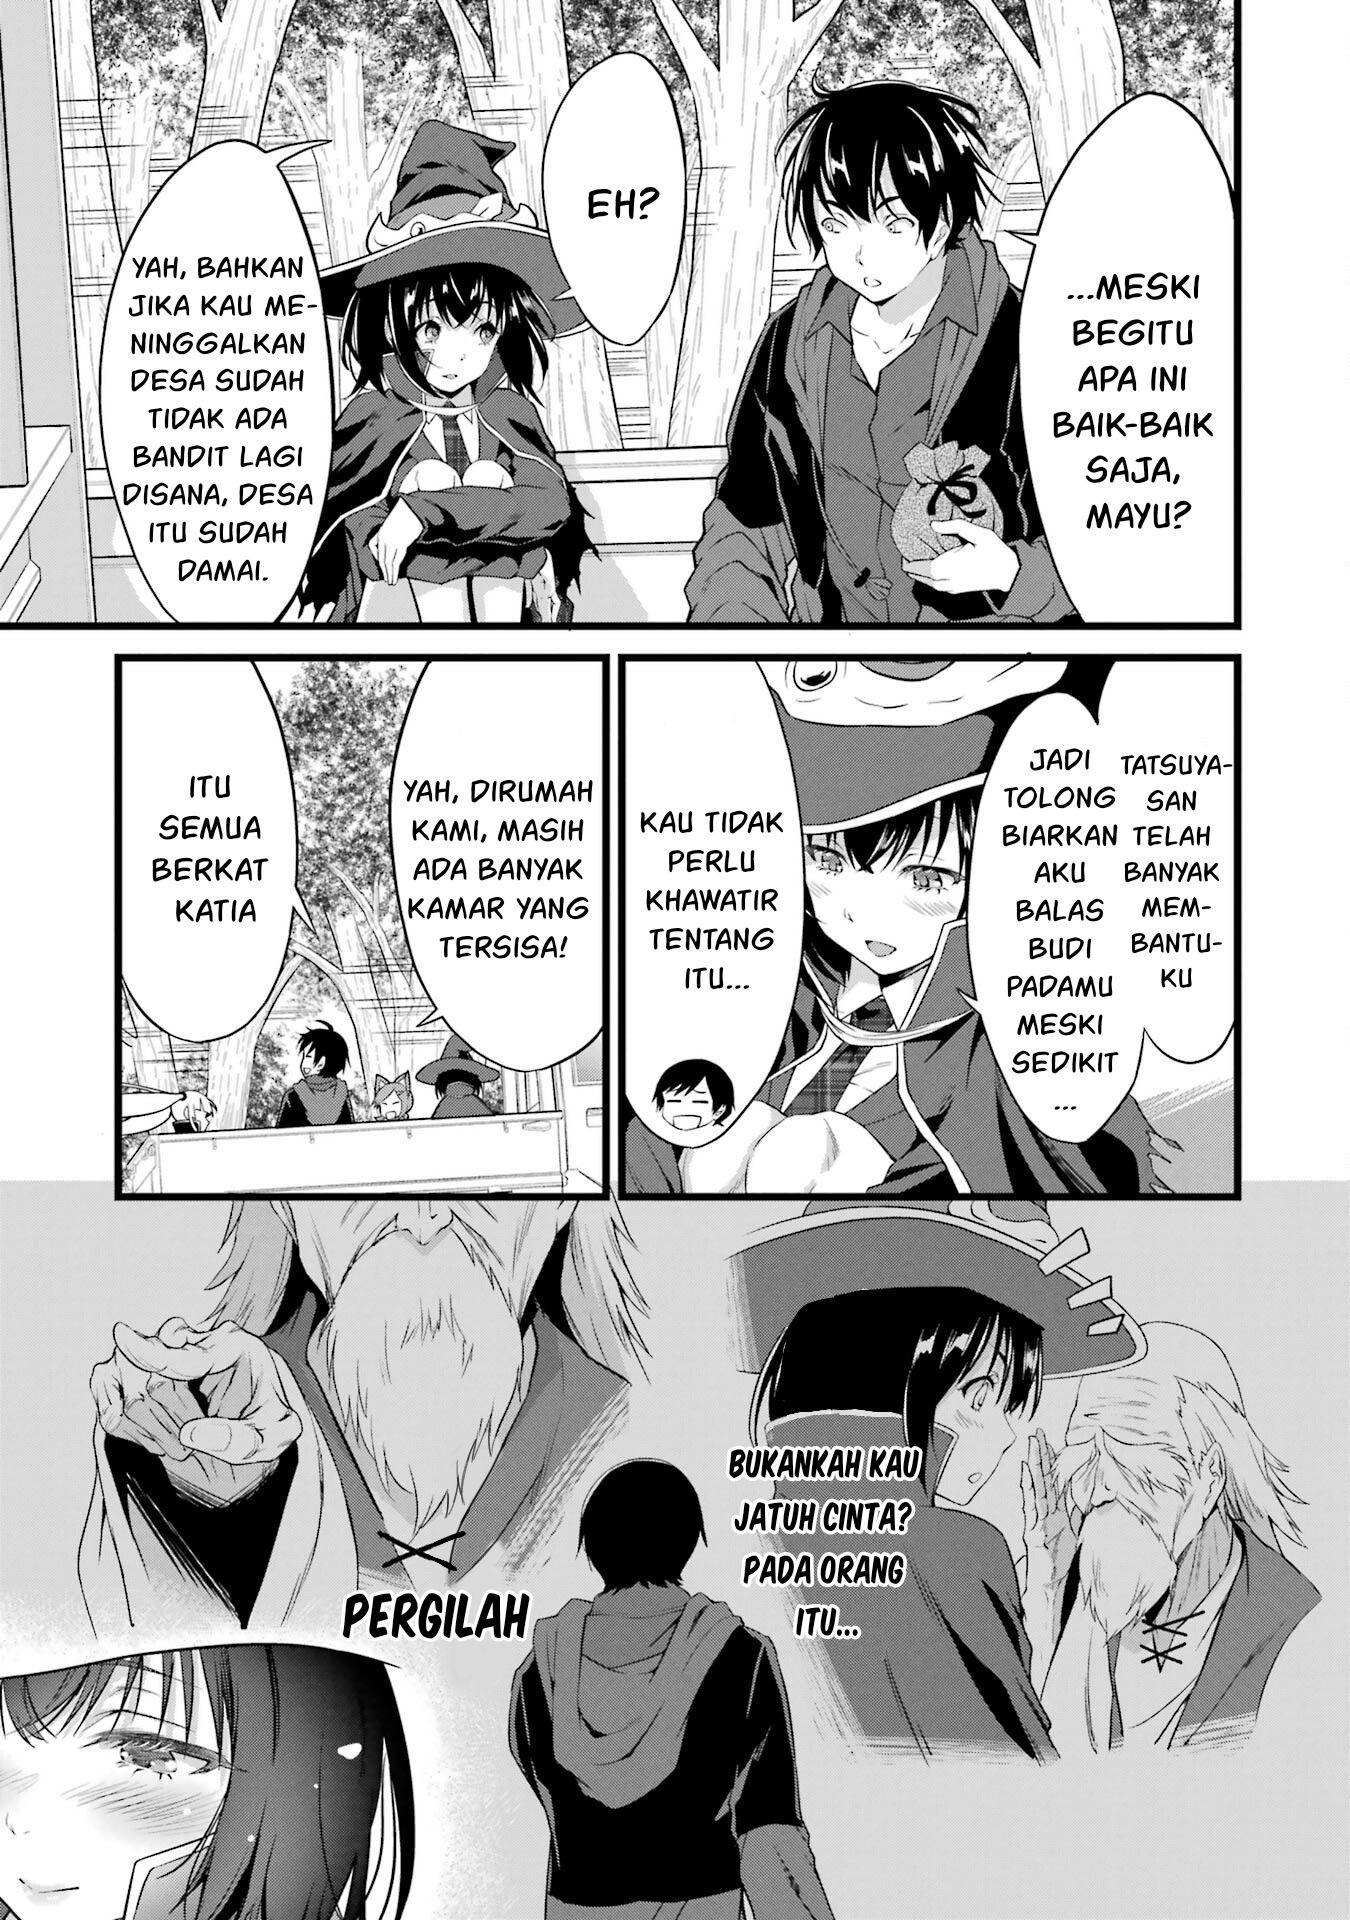 ...MESKI
BEGITU
APA INI
BAIK-BAIK
SAJA,
MAYU?
EH?
YAH, BAHKAN
JIKA KAU ME-
NINGGALKAN
DESA SUDAH
TIDAK ADA
BANDIT LAGI
DISANA, DESA
ITU SUDAH
DAMAI.
TATSUYA-
SAN
TELAH
BANYAK
MEM-
BANTU-
KU
JADI
TOLONG
BIARKAN
AKU
BALAS
BUDI
PADAMU
MESKI
SEDIKIT
...
KAU TIDAK
PERLU
KHAWATIR
TENTANG
ITU...
YAH, DIRUMAH
KAMI, MASIH
ADA BANYAK
KAMAR YANG
TERSISA!
ITU
SEMUA
BERKAT
KATIA
BUKANKAH KAU
JATUH CINTA?
PADA ORANG
ITU...
PERGILAH